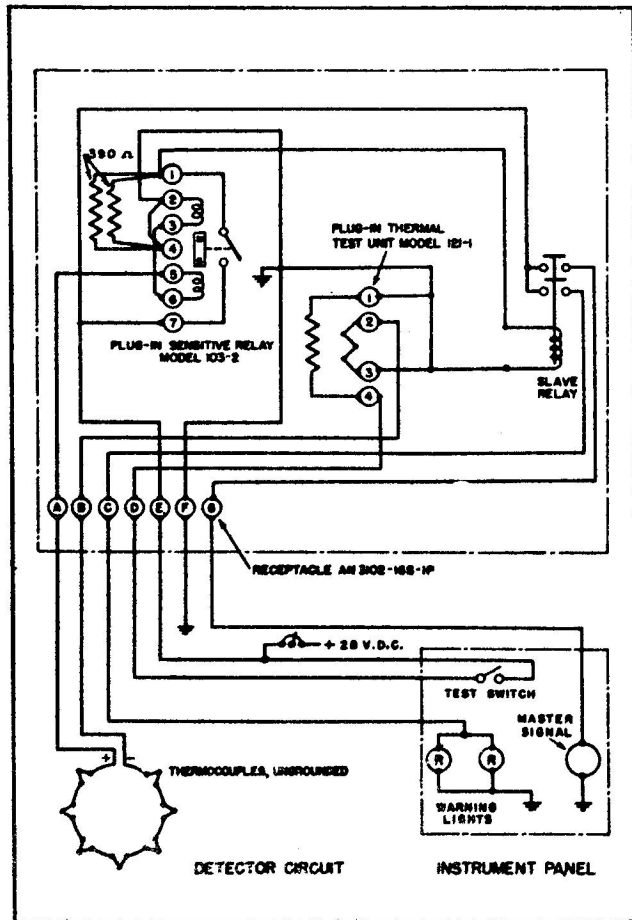 390 Ω
1
2
3
4
5
6
7
PLUG-IN SENSITIVE RELAY
MODEL 103-2
PLUG-IN THERMAL
TEST UNIT MODEL 121-1
1
2
3
4
SLAVE
RELAY
A
B
C
D
E
F
RECEPTACLE AN 3102-16S-1P
+ 28 V.D.C.
TEST SWITCH
MASTER
SIGNAL
R
R
WARNING
LIGHTS
+
-
THERMOCOUPLES, UNGROUNDED
DETECTOR CIRCUIT
INSTRUMENT PANEL